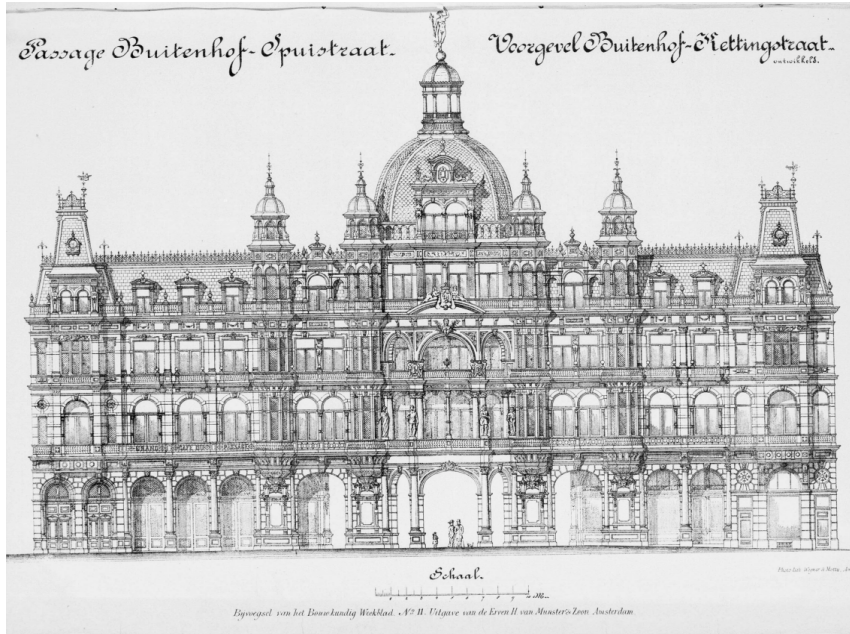 Passage Buitenhof-Spuistraat.
Voorgevel Buitenhof-Kettingstraat.
ontwikkeld.
Schaal.
Bijvoegsel van het Bouwkundig Weekblad. No 11. Uitgave van de Erven H. van Munster & Zoon Amsterdam